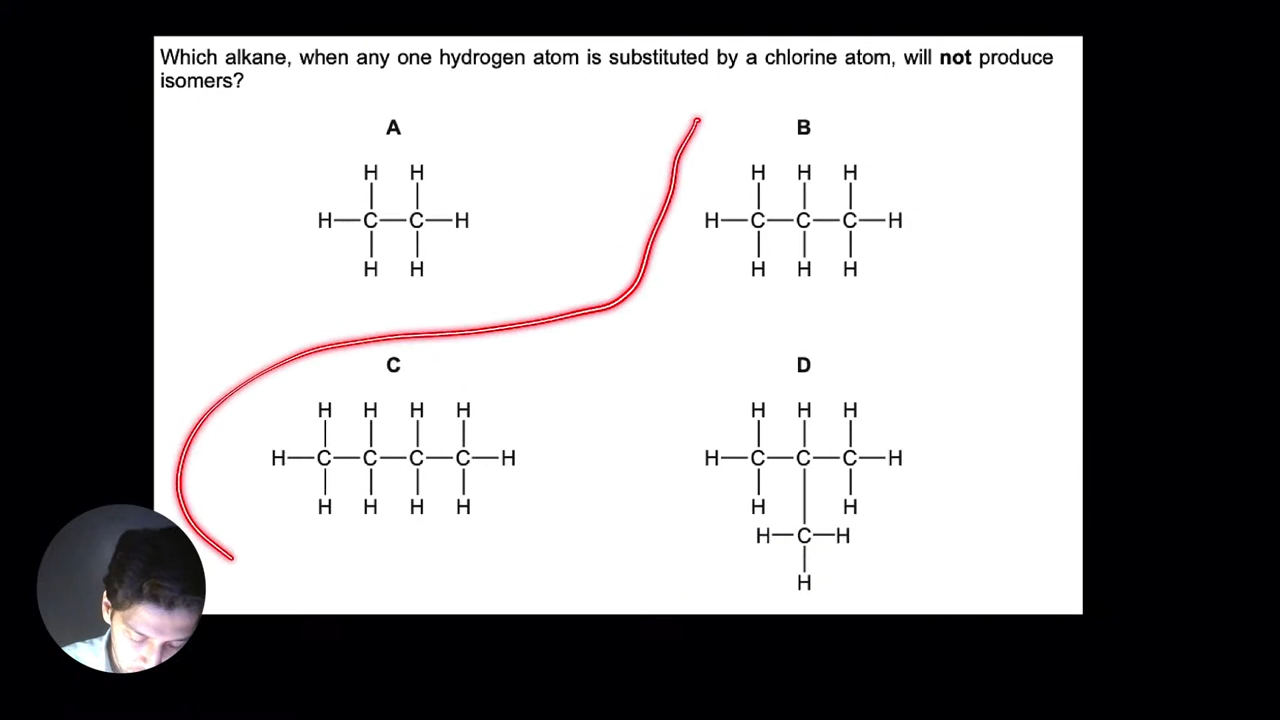 Which alkane, when any one hydrogen atom is substituted by a chlorine atom, will not produce
isomers?
A
H H
H—C—C—H
H H
B
H H H
H—C—C—C—H
H H H
C
H H H H
H—C—C—C—C—H
H H H H
D
H H H
H—C—C—C—H
H H
H—C—H
H